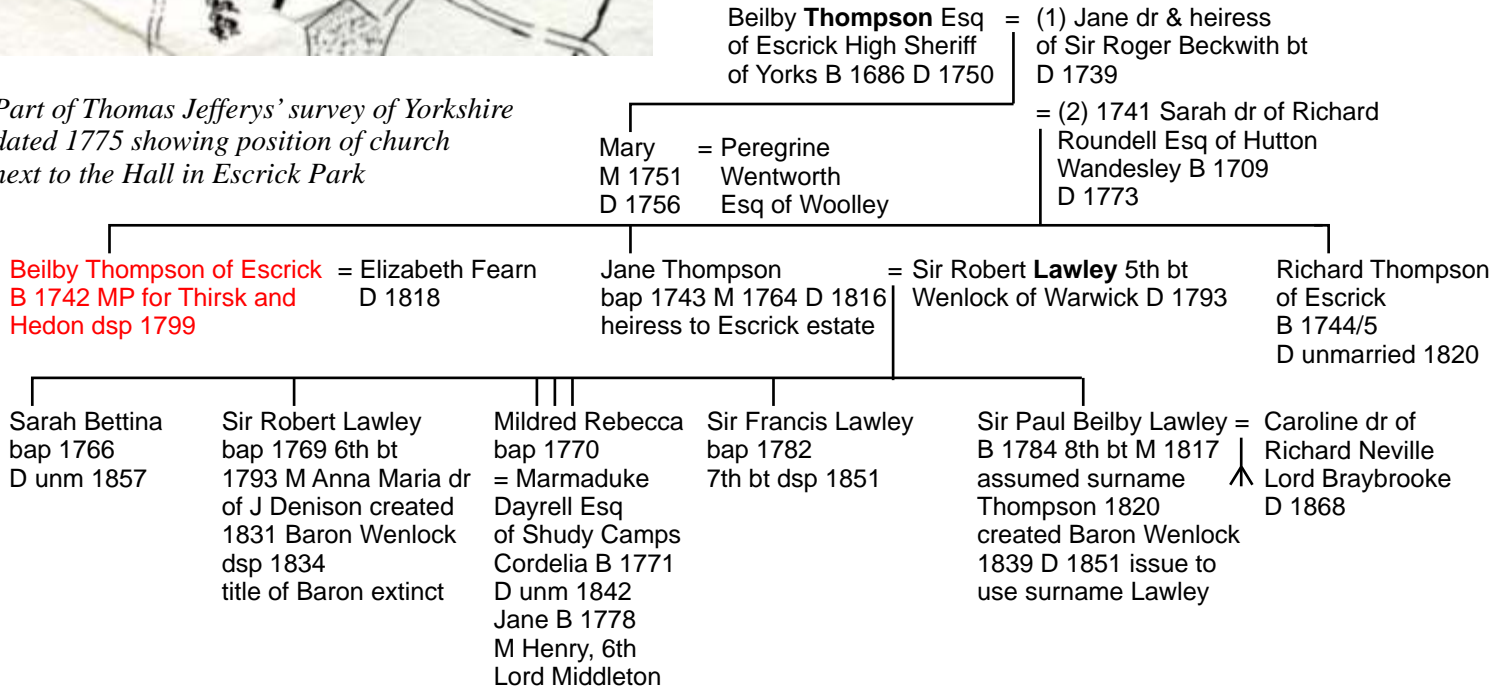 Beilby Thompson Esq = (1) Jane dr & heiress
of Escrick High Sheriff of Sir Roger Beckwith bt
of Yorks B 1686 D 1750 D 1739
Part of Thomas Jefferys' survey of Yorkshire
dated 1775 showing position of church
next to the Hall in Escrick Park
= (2) 1741 Sarah dr of Richard
Roundell Esq of Hutton
Wandesley B 1709
D 1773
Mary = Peregrine
M 1751 Wentworth
D 1756 Esq of Woolley
Beilby Thompson of Escrick = Elizabeth Fearn
B 1742 MP for Thirsk and D 1818
Hedon dsp 1799
Jane Thompson = Sir Robert Lawley 5th bt
bap 1743 M 1764 D 1816 Wenlock of Warwick D 1793
heiress to Escrick estate
Richard Thompson
of Escrick
B 1744/5
D unmarried 1820
Sarah Bettina
bap 1766
D unm 1857
Sir Robert Lawley
bap 1769 6th bt
1793 M Anna Maria dr
of J Denison created
1831 Baron Wenlock
dsp 1834
title of Baron extinct
Mildred Rebecca
bap 1770
= Marmaduke
Dayrell Esq
of Shudy Camps
Cordelia B 1771
D unm 1842
Jane B 1778
M Henry, 6th
Lord Middleton
Sir Francis Lawley
bap 1782
7th bt dsp 1851
Sir Paul Beilby Lawley = Caroline dr of
B 1784 8th bt M 1817 Richard Neville
assumed surname Lord Braybrooke
Thompson 1820 D 1868
created Baron Wenlock
1839 D 1851 issue to
use surname Lawley